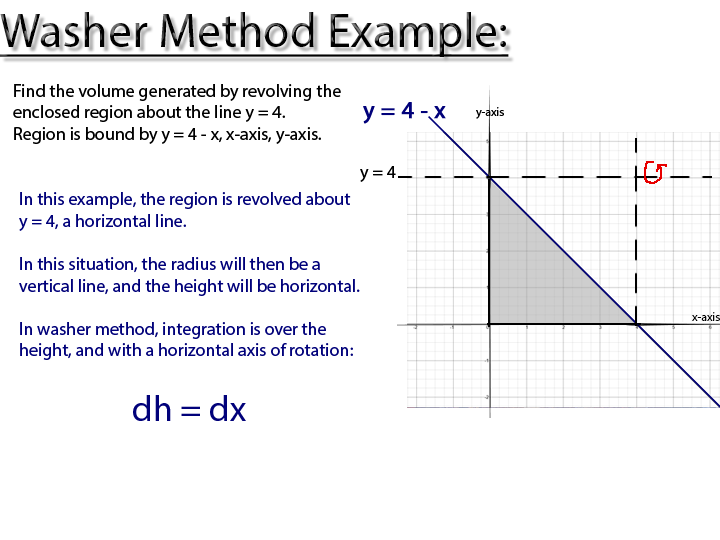 Washer Method Example:
Find the volume generated by revolving the
enclosed region about the line y = 4.
Region is bound by y = 4 - x, x-axis, y-axis.
y = 4 - x
y-axis
y = 4
In this example, the region is revolved about
y = 4, a horizontal line.
In this situation, the radius will then be a
vertical line, and the height will be horizontal.
x-axis
In washer method, integration is over the
height, and with a horizontal axis of rotation:
dh = dx